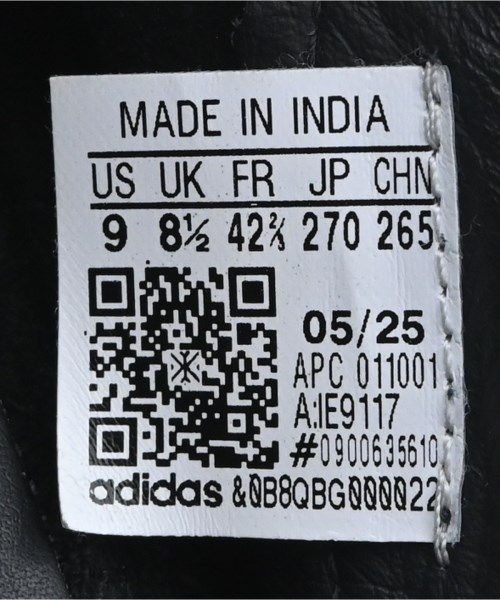 MADE IN INDIA
US UK FR JP CHN
9 8½ 42⅔ 270 265
05/25
APC 011001
A:IE9117
#0900635610
adidas &0B8QBG0000022